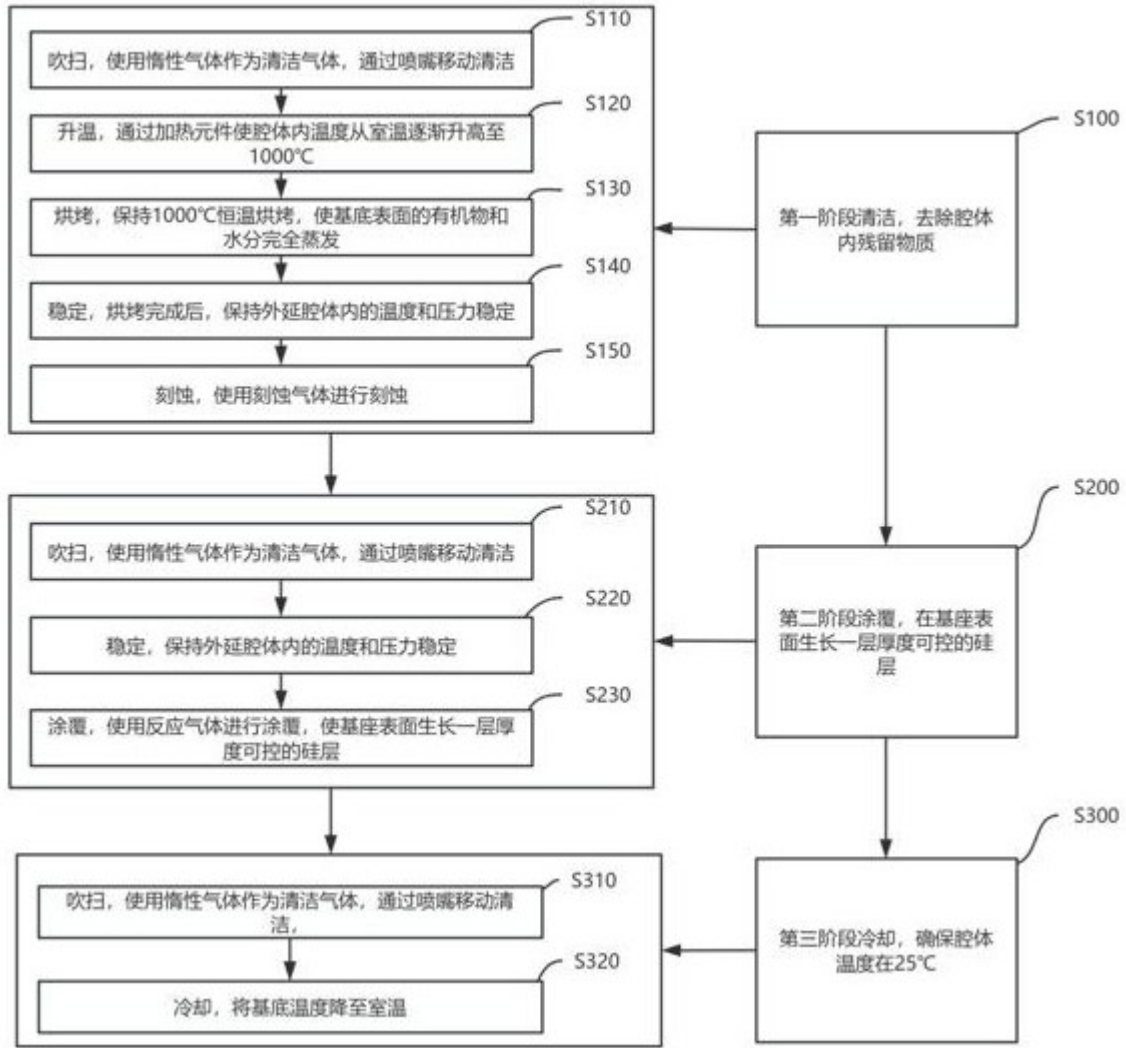 S110
吹扫，使用惰性气体作为清洁气体，通过喷嘴移动清洁
S120
升温，通过加热元件使腔体内温度从室温逐渐升高至
1000℃
S130
烘烤，保持1000℃恒温烘烤，使基底表面的有机物和
水分完全蒸发
S140
稳定，烘烤完成后，保持外延腔体内的温度和压力稳定
S150
刻蚀，使用刻蚀气体进行刻蚀
S100
第一阶段清洁，去除腔体
内残留物质
S210
吹扫，使用惰性气体作为清洁气体，通过喷嘴移动清洁
S220
稳定，保持外延腔体内的温度和压力稳定
S230
涂覆，使用反应气体进行涂覆，使基座表面生长一层厚
度可控的硅层
S200
第二阶段涂覆，在基座表
面生长一层厚度可控的硅
层
S310
吹扫，使用惰性气体作为清洁气体，通过喷嘴移动清
洁，
S320
冷却，将基底温度降至室温
S300
第三阶段冷却，确保腔体
温度在25℃